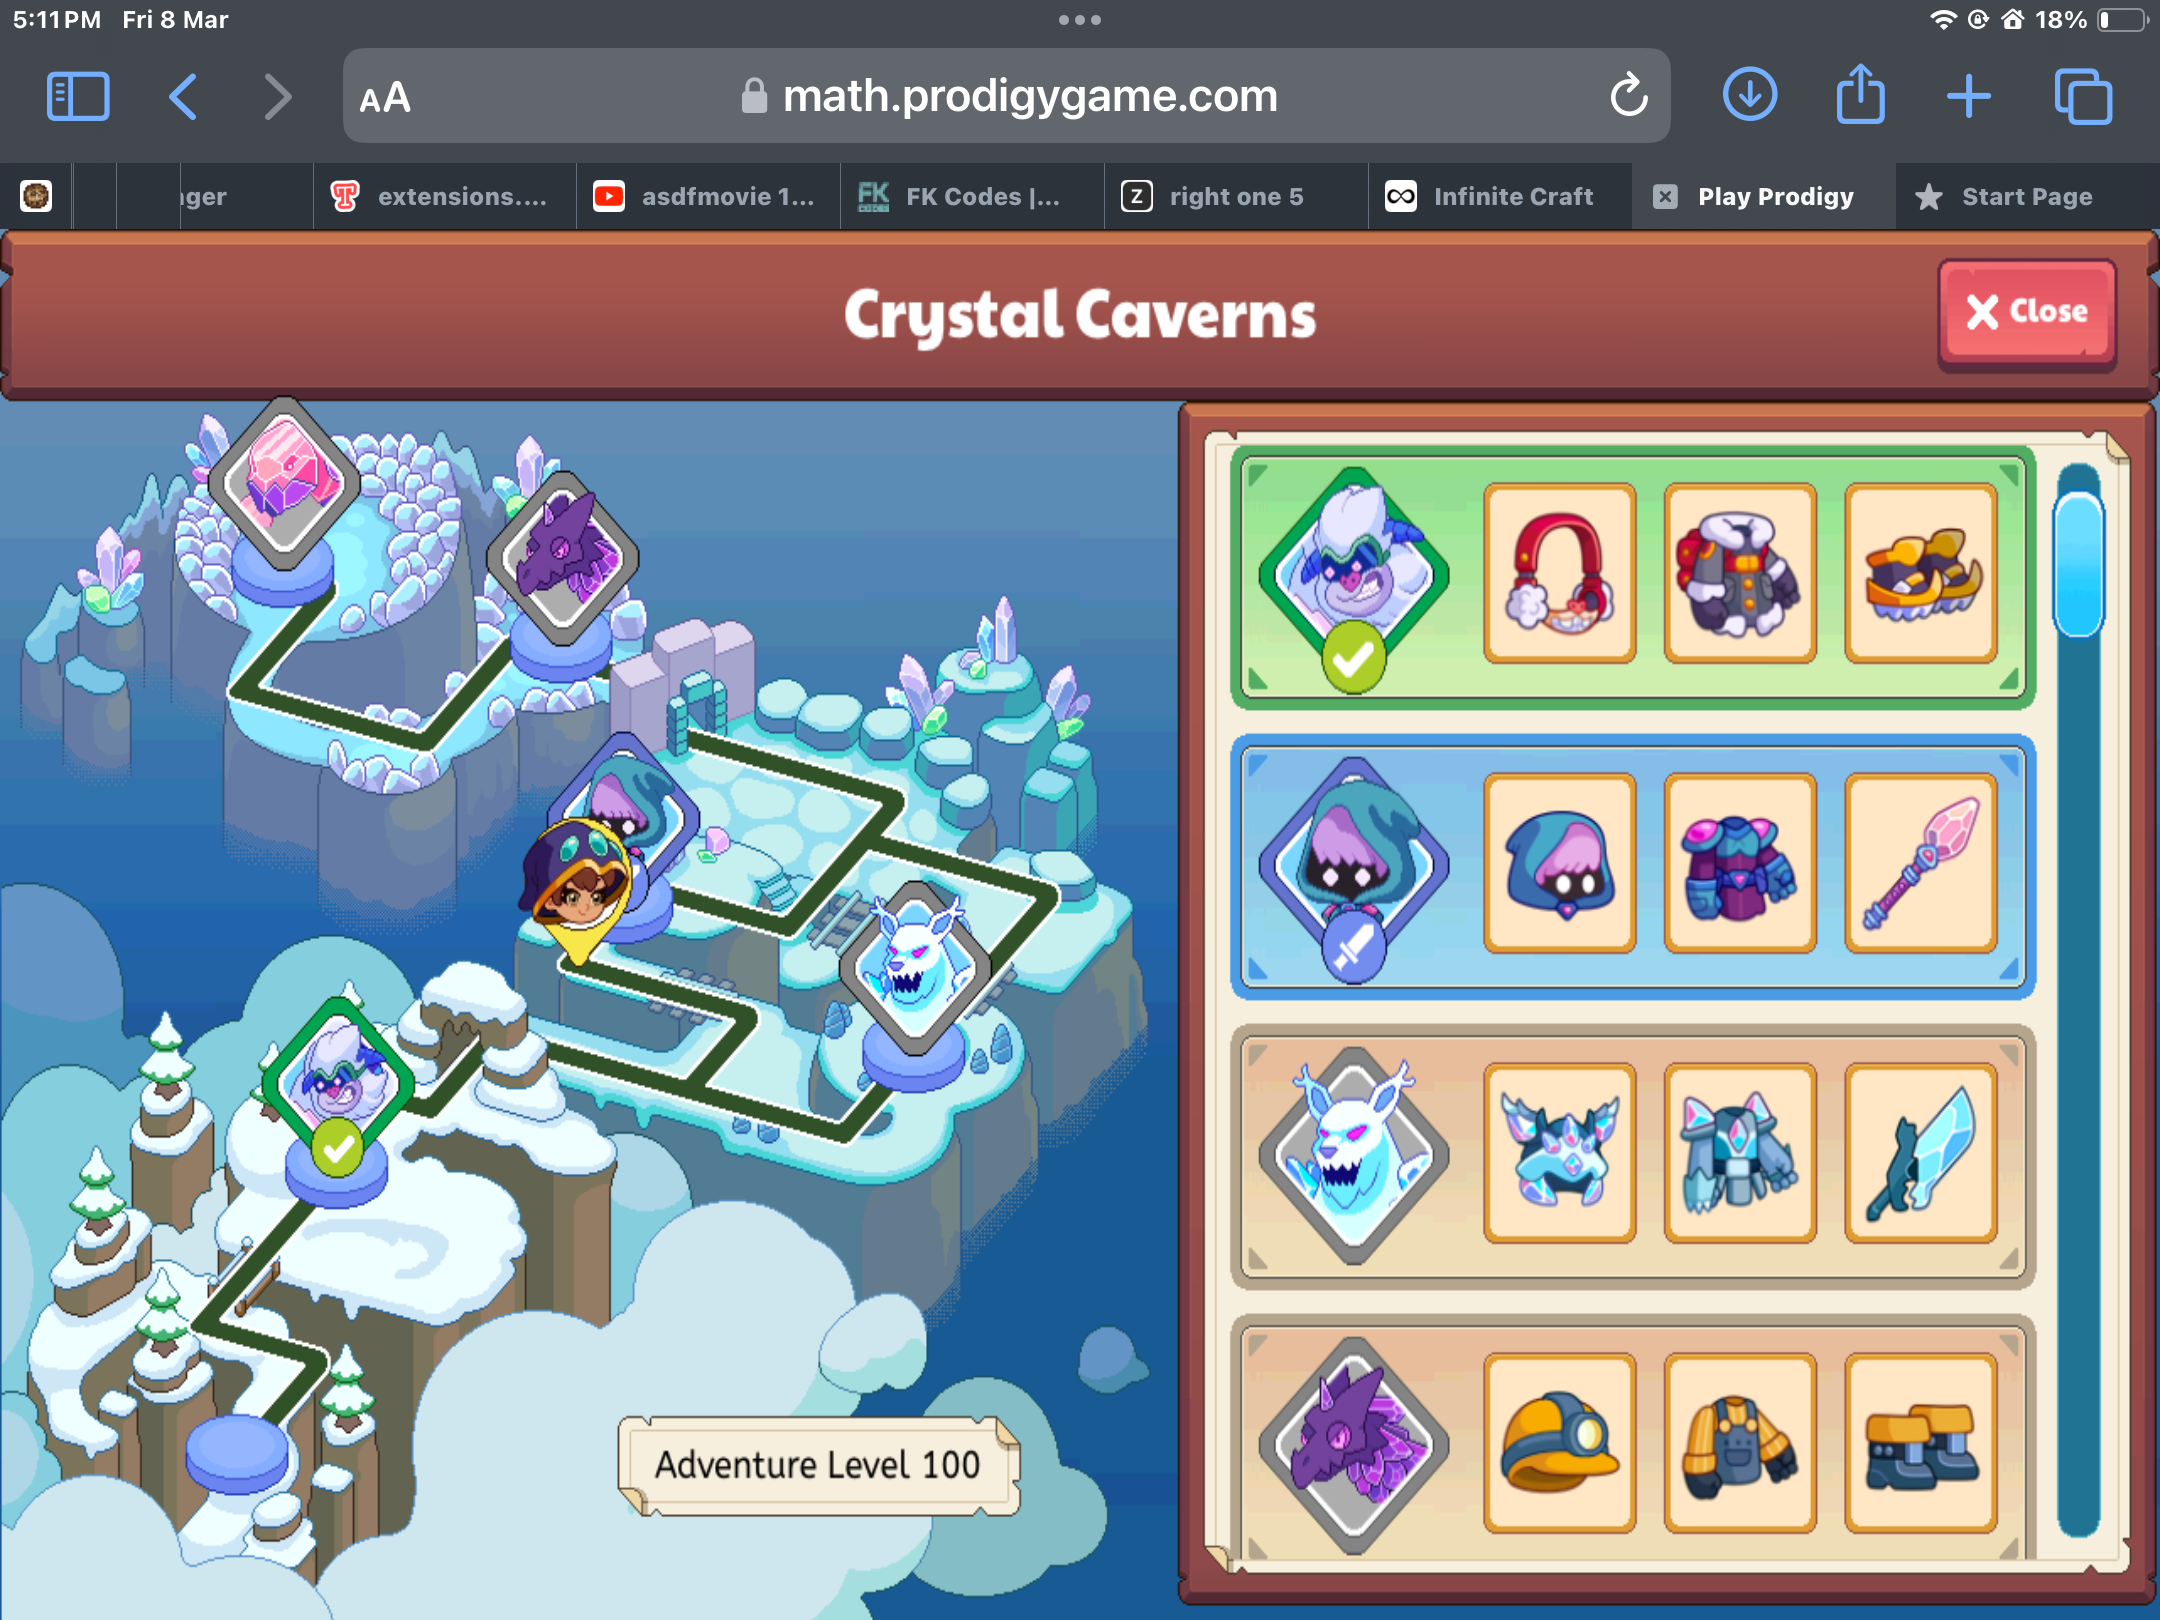 5:11 PM Fri 8 Mar
18%
AA
math.prodigygame.com
extensions....
asdfmovie 1...
FK
FK Codes |...
Z
right one 5
Infinite Craft
Play Prodigy
Start Page
Crystal Caverns
Close
Adventure Level 100